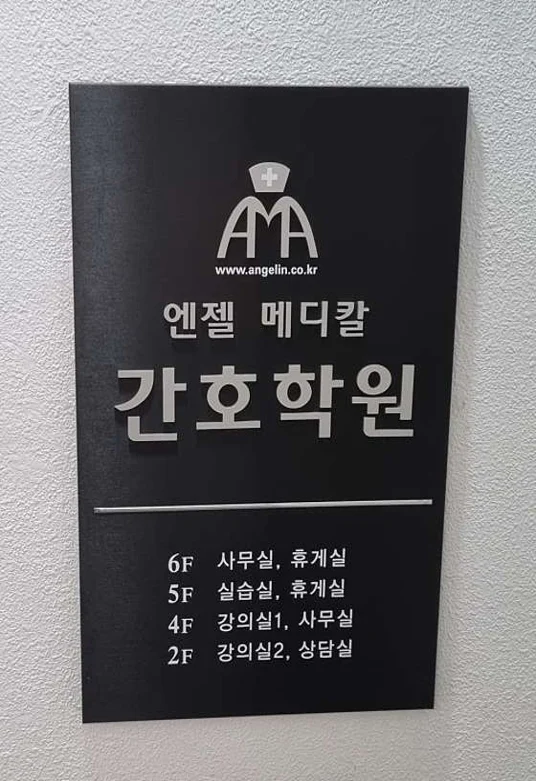 AMA
www.angelin.co.kr
엔젤 메디칼
간호학원
6F 사무실, 휴게실
5F 실습실, 휴게실
4F 강의실1, 사무실
2F 강의실2, 상담실